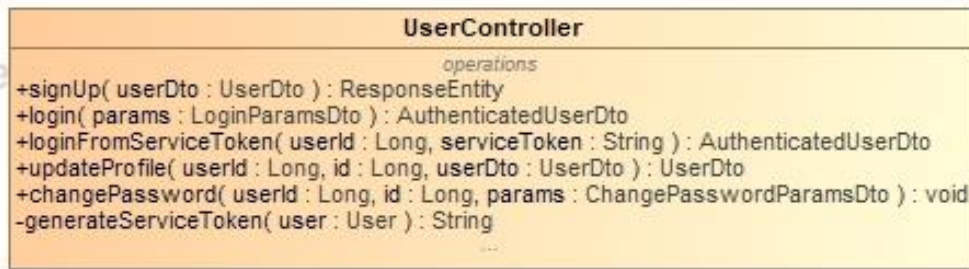 UserController
operations
+signUp( userDto : UserDto ) : ResponseEntity
+login( params : LoginParamsDto ) : AuthenticatedUserDto
+loginFromServiceToken( userId : Long, serviceToken : String ) : AuthenticatedUserDto
+updateProfile( userId : Long, id : Long, userDto : UserDto ) : UserDto
+changePassword( userId : Long, id : Long, params : ChangePasswordParamsDto ) : void
-generateServiceToken( user : User ) : String
...